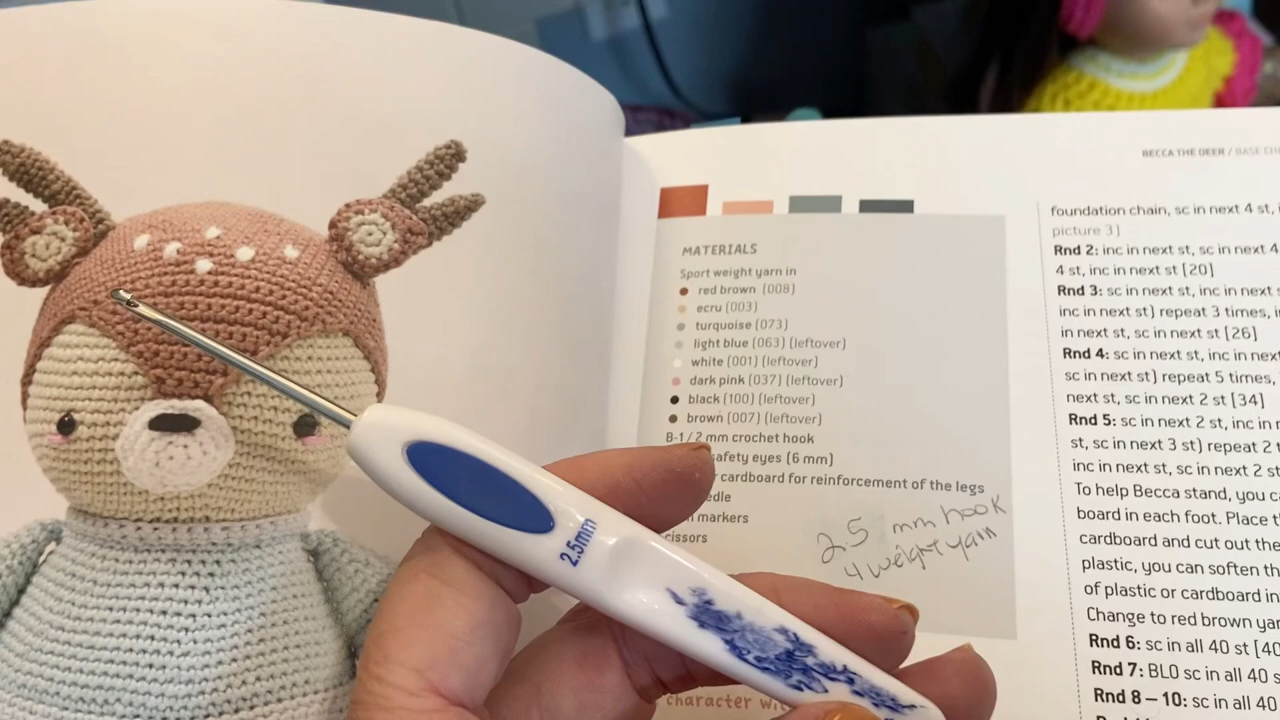 BECCA THE DEER / BASE
MATERIALS
Sport weight yarn in
red brown (008)
ecru (003)
turquoise (073)
light blue (063) (leftover)
white (001) (leftover)
dark pink (037) (leftover)
black (100) (leftover)
brown (007) (leftover)
B-1 / 2 mm crochet hook
safety eyes (6 mm)
cardboard for reinforcement of the legs
markers
2.5 mm hook
4 weight yarn
2.5mm
character
foundation chain, sc in next 4 st,
picture 3)
Rnd 2: inc in next st, sc in next 4
4 st, inc in next st [20]
Rnd 3: sc in next st, inc in next
inc in next st) repeat 3 times,
in next st, sc in next st [26]
Rnd 4: sc in next st, inc in next
sc in next st) repeat 5 times,
next st, sc in next 2 st [34]
Rnd 5: sc in next 2 st, inc in
st, sc in next 3 st) repeat 2
inc in next st, sc in next 2 st
To help Becca stand, you
board in each foot. Place
cardboard and cut out the
plastic, you can soften
of plastic or cardboard in
Change to red brown
Rnd 6: sc in all 40 st [40
Rnd 7: BLO sc in all 40
Rnd 8 – 10: sc in all 40